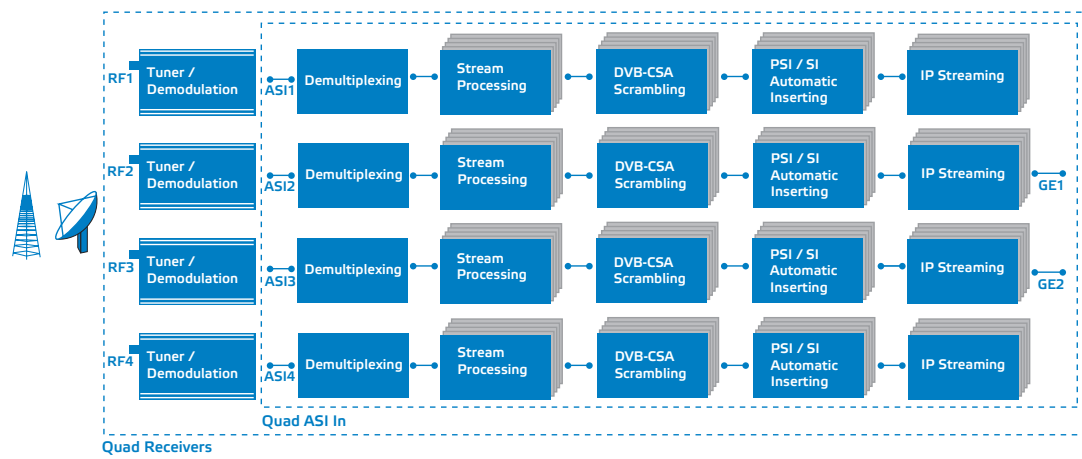 RF1
Tuner /
Demodulation
ASI1
Demultiplexing
Stream
Processing
DVB-CSA
Scrambling
PSI / SI
Automatic
Inserting
IP Streaming
RF2
Tuner /
Demodulation
ASI2
Demultiplexing
Stream
Processing
DVB-CSA
Scrambling
PSI / SI
Automatic
Inserting
IP Streaming
GE1
RF3
Tuner /
Demodulation
ASI3
Demultiplexing
Stream
Processing
DVB-CSA
Scrambling
PSI / SI
Automatic
Inserting
IP Streaming
GE2
RF4
Tuner /
Demodulation
ASI4
Demultiplexing
Stream
Processing
DVB-CSA
Scrambling
PSI / SI
Automatic
Inserting
IP Streaming
Quad ASI In
Quad Receivers